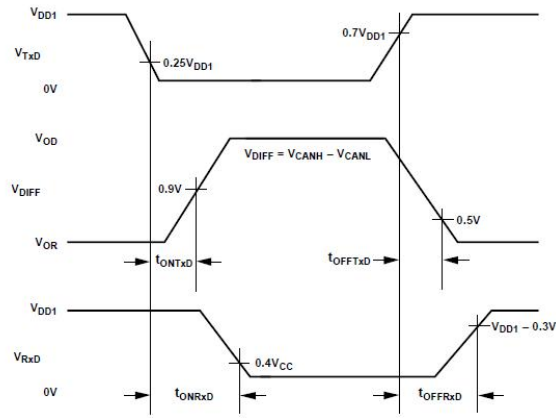 VDD1
0.7VDD1
VTxD
0.25VDD1
0V
VOD
VDIFF = VCANH – VCANL
0.9V
VDIFF
0.5V
VOR
tONTxD
tOFFTxD
VDD1
VDD1 – 0.3V
VRxD
0.4VCC
0V
tONRxD
tOFFRxD